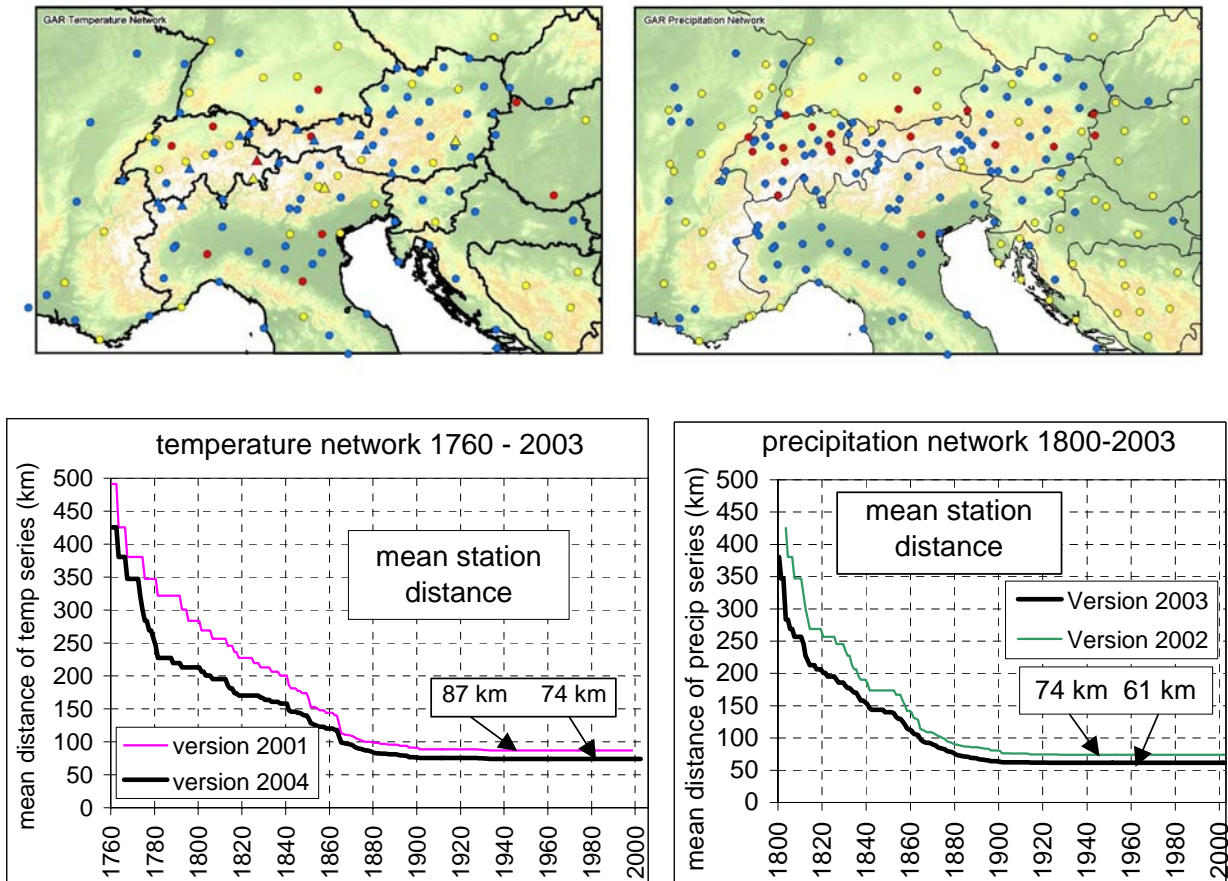 GAR Temperature Network
GAR Precipitation Network
temperature network 1760 - 2003
mean distance of temp series (km)
500
450
400
350
300
250
200
150
100
50
0
mean station
distance
87 km 74 km
version 2001
version 2004
1760
1780
1800
1820
1840
1860
1880
1900
1920
1940
1960
1980
2000
precipitation network 1800-2003
mean distance of precip series (km)
500
450
400
350
300
250
200
150
100
50
0
mean station
distance
Version 2003
Version 2002
74 km 61 km
1800
1820
1840
1860
1880
1900
1920
1940
1960
1980
2000